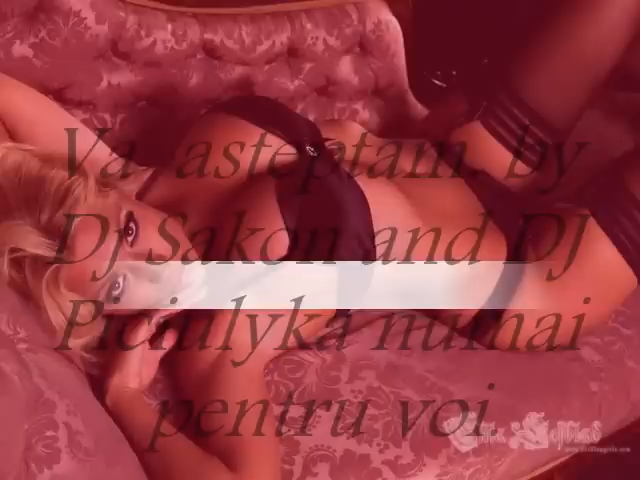 Va asteptam. by
Dj Sakon and DJ
Piciulyka numai
pentru voi.